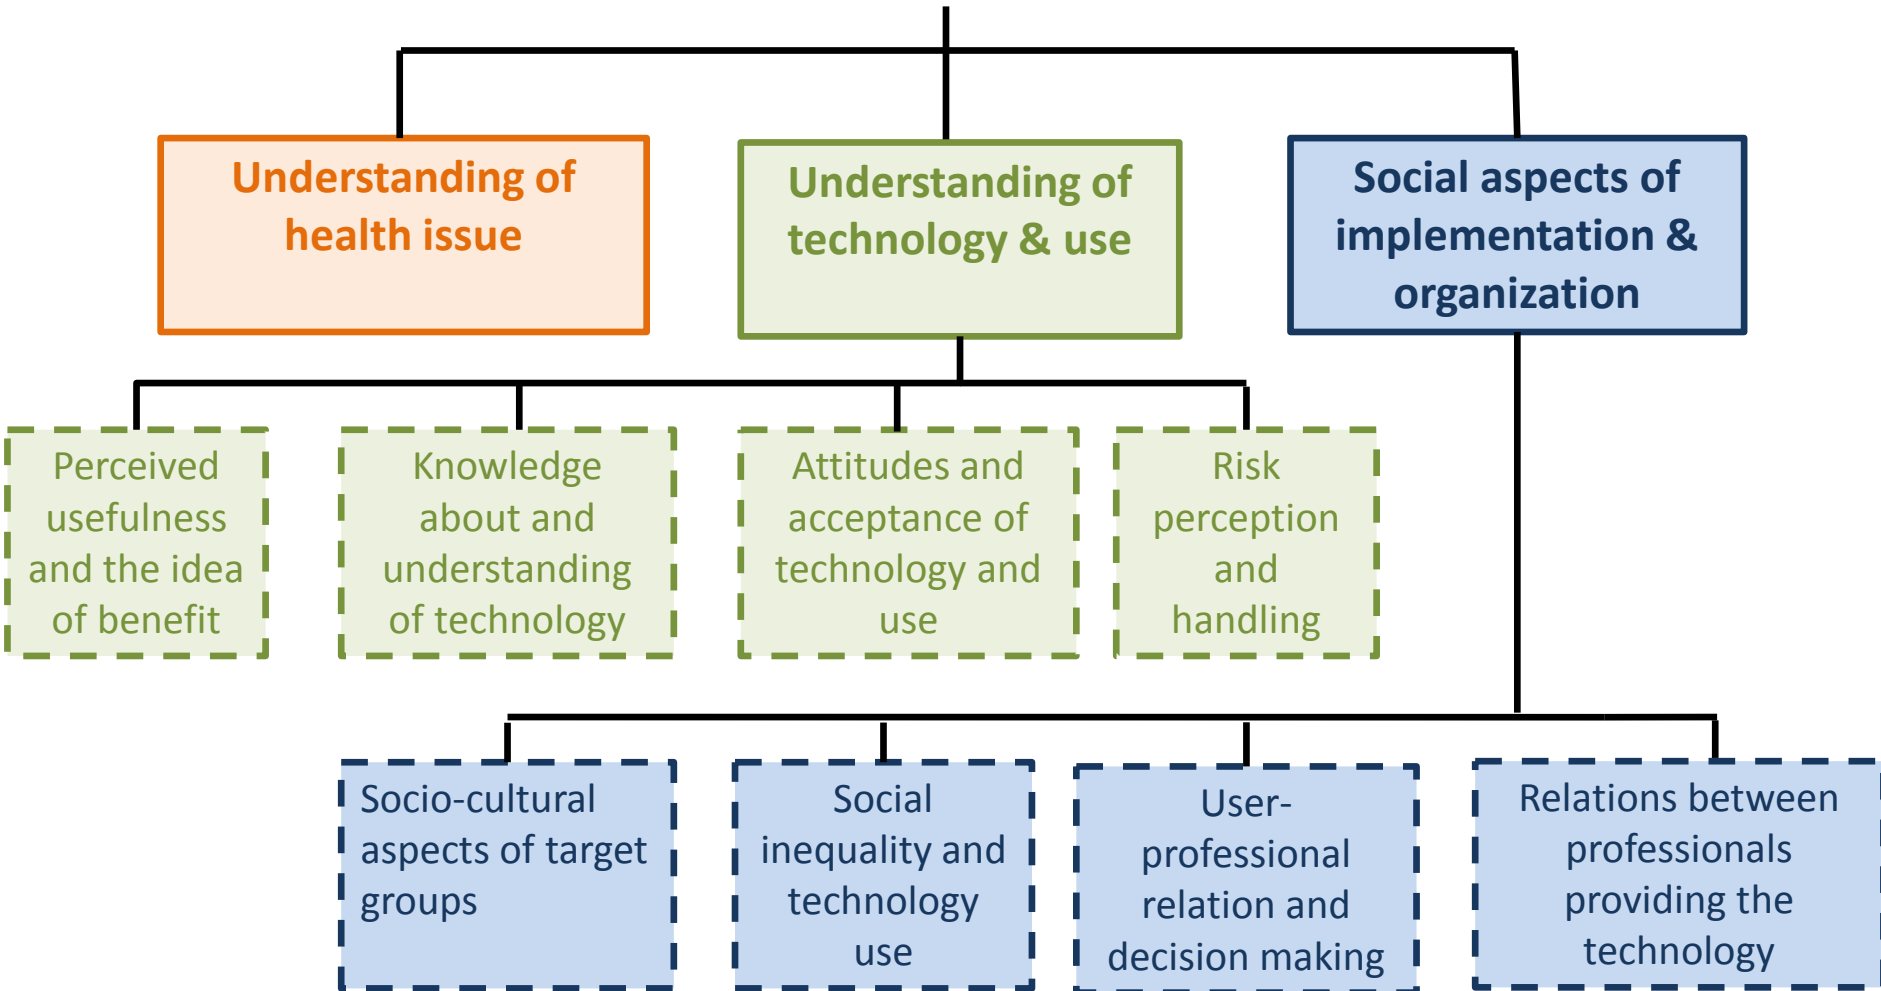 Understanding of
health issue
Understanding of
technology & use
Social aspects of
implementation &
organization
Perceived
usefulness
and the idea
of benefit
Knowledge
about and
understanding
of technology
Attitudes and
acceptance of
technology and
use
Risk
perception
and
handling
Socio-cultural
aspects of target
groups
Social
inequality and
technology
use
User-
professional
relation and
decision making
Relations between
professionals
providing the
technology